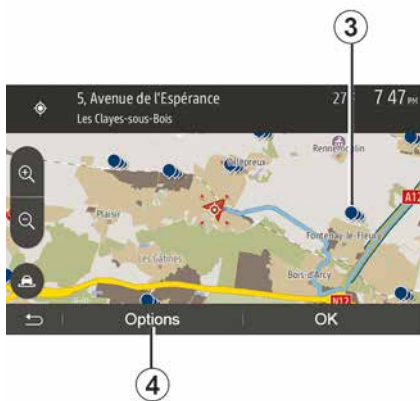 3
5, Avenue de l'Espérance
27°
7 47 PM
Les Clayes-sous-Bois
Rennemoulin
Plaisir
A12
Fontenay-le-Fleury
Les Gâtines
Bois-d'Arcy
N12
Options
OK
4